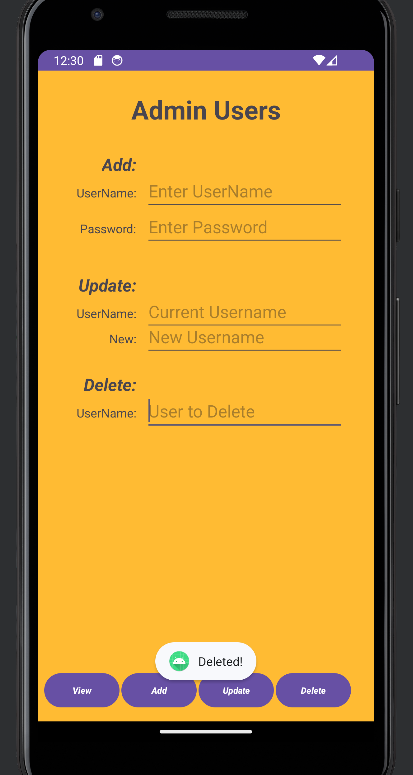 12:30
Admin Users
Add:
UserName: Enter UserName
Password: Enter Password
Update:
UserName: Current Username
New: New Username
Delete:
UserName: User to Delete
Deleted!
View Add Update Delete